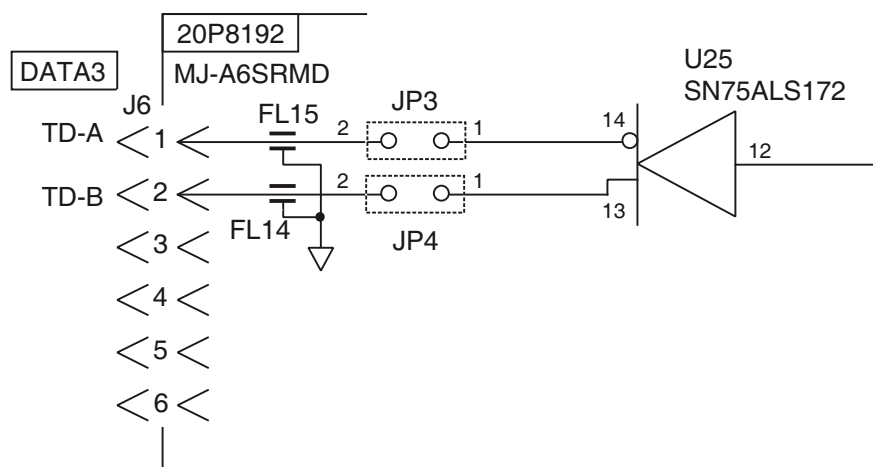 20P8192
DATA3
MJ-A6SRMD
U25
SN75ALS172
J6
FL15
JP3
TD-A
1
2
1
14
12
TD-B
2
2
1
13
FL14
JP4
3
4
5
6